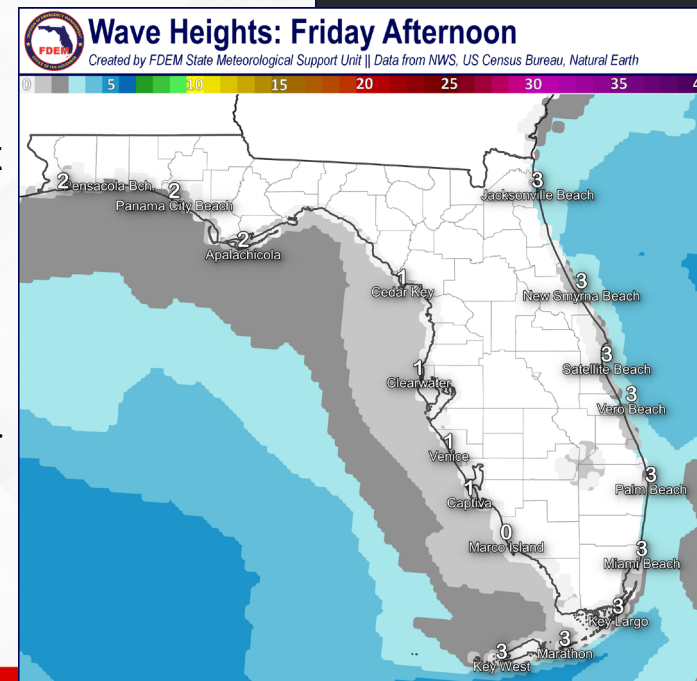 FDEM
Wave Heights: Friday Afternoon
Created by FDEM State Meteorological Support Unit || Data from NWS, US Census Bureau, Natural Earth
0 5 10 15 20 25 30 35 4
2
Pensacola Bch.
2
Panama City Beach
2
Apalachicola
3
Jacksonville Beach
1
Cedar Key
3
New Smyrna Beach
3
Satellite Beach
1
Clearwater
3
Vero Beach
1
Venice
3
Palm Beach
1
Captiva
0
Marco Island
3
Miami Beach
3
Key Largo
3
Marathon
3
Key West